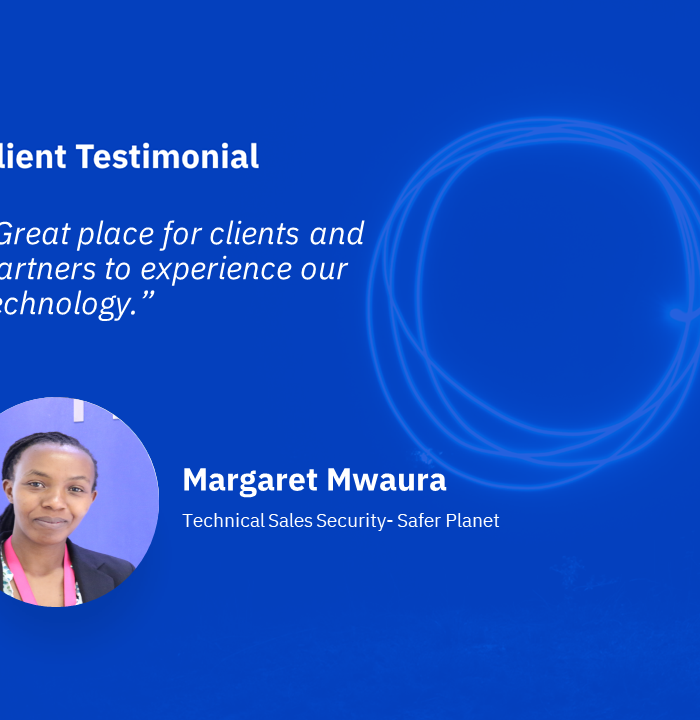 lient Testimonial
Great place for clients and
artners to experience our
echnology.”
Margaret Mwaura
Technical Sales Security- Safer Planet